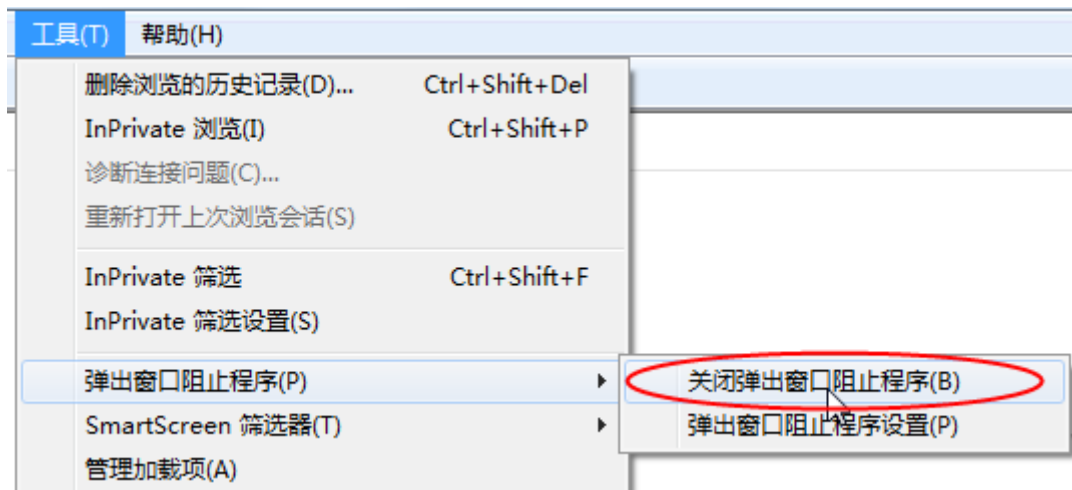 工具(T) 帮助(H)
删除浏览的历史记录(D)... Ctrl+Shift+Del
InPrivate 浏览(I) Ctrl+Shift+P
诊断连接问题(C)...
重新打开上次浏览会话(S)
InPrivate 筛选 Ctrl+Shift+F
InPrivate 筛选设置(S)
弹出窗口阻止程序(P) 关闭弹出窗口阻止程序(B)
SmartScreen 筛选器(T) 弹出窗口阻止程序设置(P)
管理加载项(A)